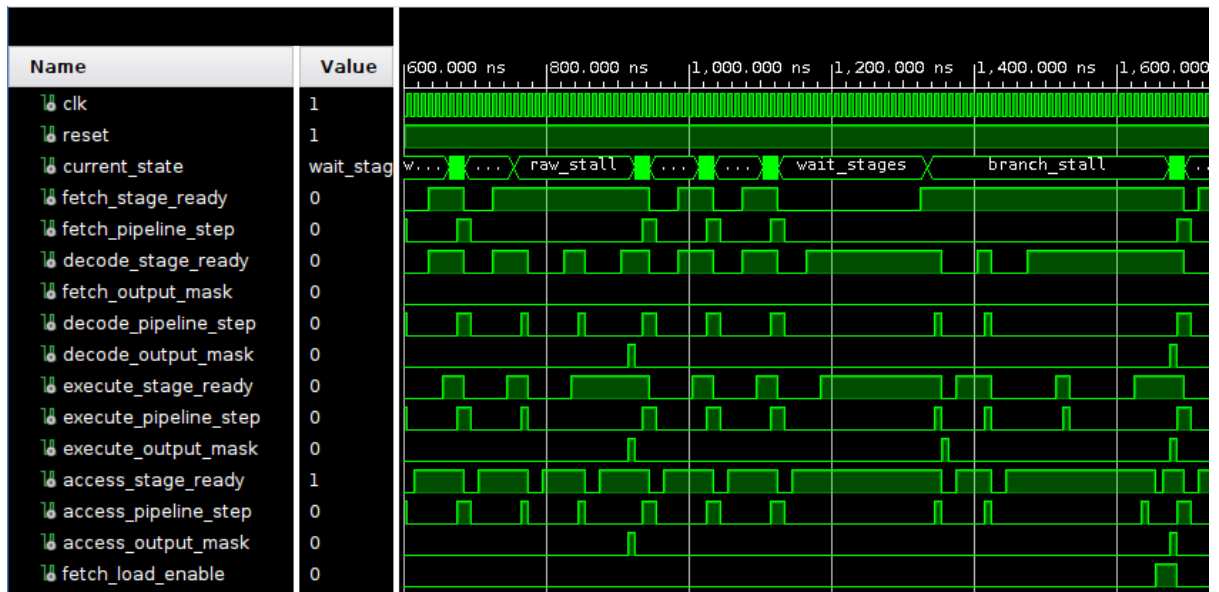 Name Value 600.000 ns 800.000 ns 1,000.000 ns 1,200.000 ns 1,400.000 ns 1,600.000
clk 1
reset 1
current_state wait_stag w... ... raw_stall ... ... wait_stages branch_stall ..
fetch_stage_ready 0
fetch_pipeline_step 0
decode_stage_ready 0
fetch_output_mask 0
decode_pipeline_step 0
decode_output_mask 0
execute_stage_ready 0
execute_pipeline_step 0
execute_output_mask 0
access_stage_ready 1
access_pipeline_step 0
access_output_mask 0
fetch_load_enable 0